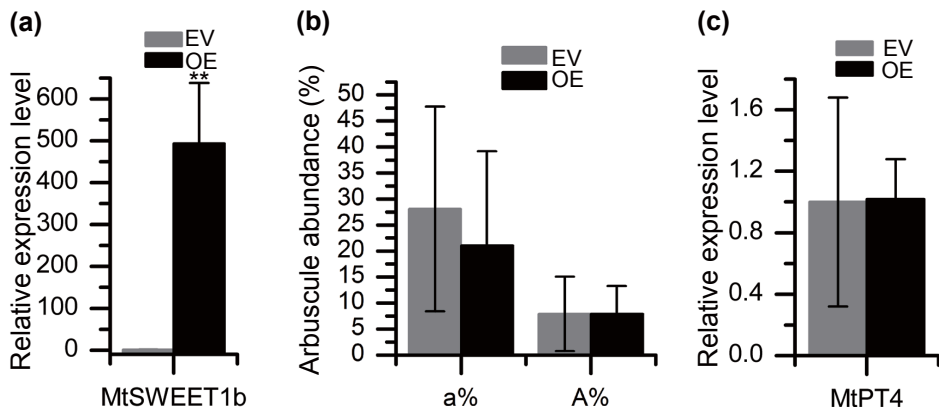 (a)
EV
OE
**
Relative expression level
600
500
400
300
200
100
0
MtSWEET1b
(b)
EV
OE
Arbuscule abundance (%)
50
45
40
35
30
25
20
15
10
5
0
a%
A%
(c)
EV
OE
Relative expression level
1.6
1.2
0.8
0.4
0.0
MtPT4